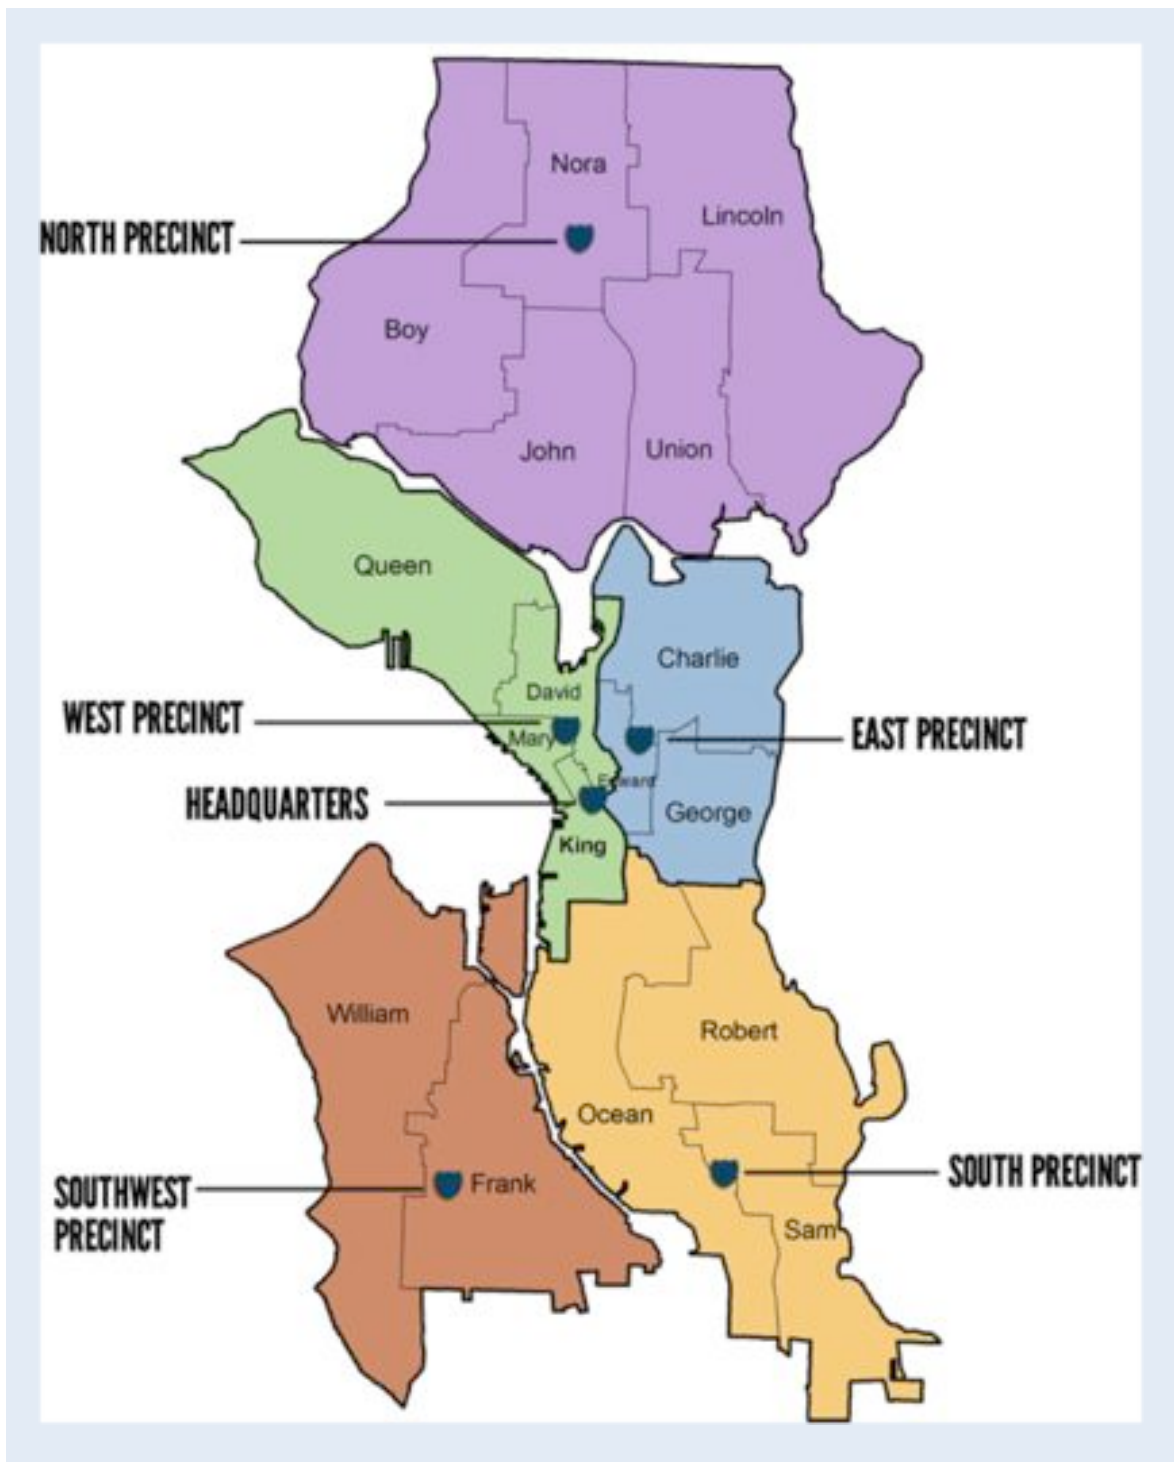 Nora
Lincoln
NORTH PRECINCT
Boy
John
Union
Queen
Charlie
David
WEST PRECINCT
Mary
EAST PRECINCT
Edward
HEADQUARTERS
George
King
William
Robert
Ocean
SOUTH PRECINCT
SOUTHWEST
PRECINCT
Frank
Sam